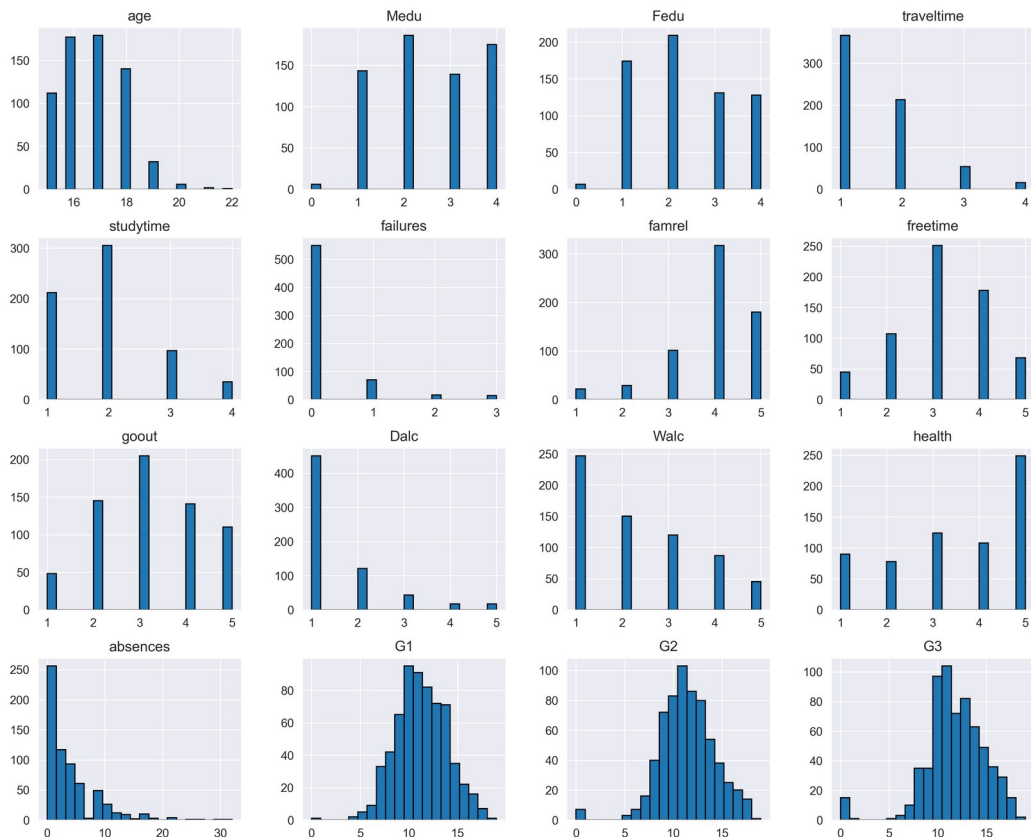 age Medu Fedu traveltime
150 100 50 0
16 18 20 22
150 100 50 0
0 1 2 3 4
200 150 100 50 0
0 1 2 3 4
300 200 100 0
1 2 3 4
studytime failures famrel freetime
300 200 100 0
1 2 3 4
500 400 300 200 100 0
0 1 2 3
300 200 100 0
1 2 3 4 5
250 200 150 100 50 0
1 2 3 4 5
goout Dalc Walc health
200 150 100 50 0
1 2 3 4 5
400 300 200 100 0
1 2 3 4 5
250 200 150 100 50 0
1 2 3 4 5
250 200 150 100 50 0
1 2 3 4 5
absences G1 G2 G3
250 200 150 100 50 0
0 10 20 30
80 60 40 20 0
0 5 10 15
100 80 60 40 20 0
0 5 10 15
100 80 60 40 20 0
0 5 10 15